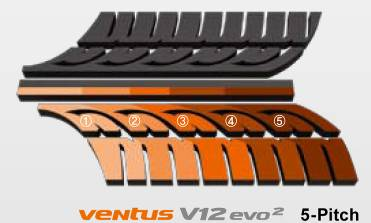 ① ② ③ ④ ⑤
ventus V12 evo² 5-Pitch